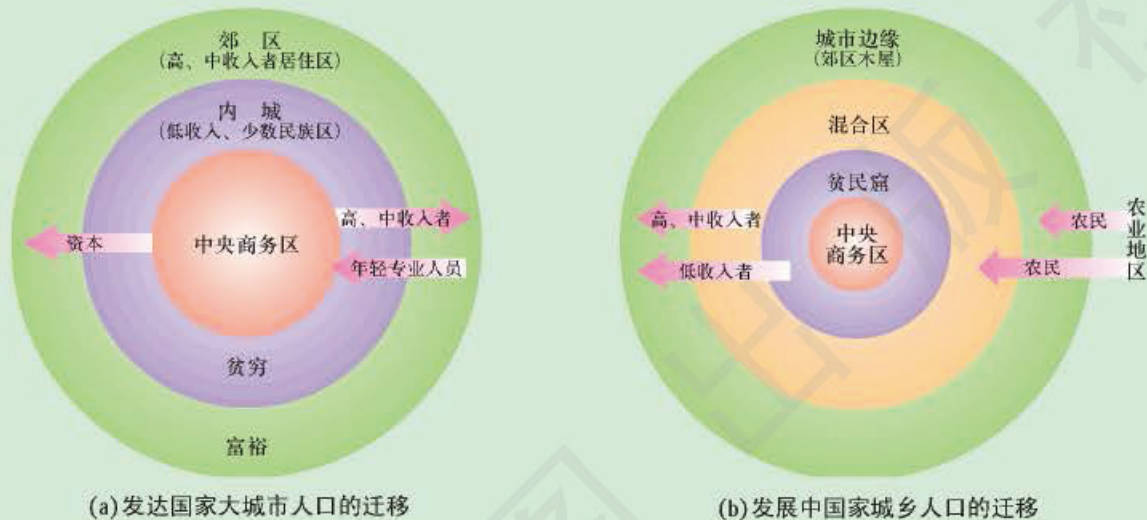 郊 区
(高、中收入者居住区)
内 城
(低收入、少数民族区)
高、中收入者
资本
中央商务区
年轻专业人员
贫穷
富裕
(a)发达国家大城市人口的迁移
城市边缘
(郊区木屋)
混合区
贫民窟
高、中收入者
中央
商务区
低收入者
农民
农民
农业地区
(b)发展中国家城乡人口的迁移